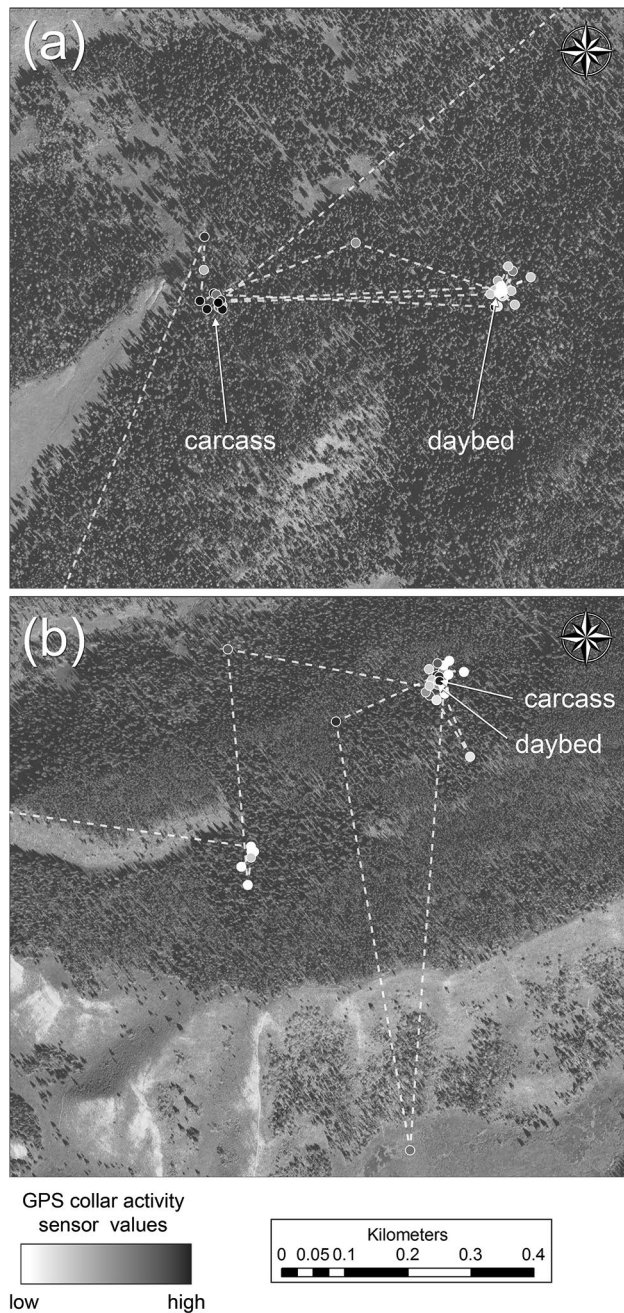 (a)
carcass
daybed
(b)
carcass
daybed
GPS collar activity
sensor values
low
high
Kilometers
0 0.05 0.1 0.2 0.3 0.4